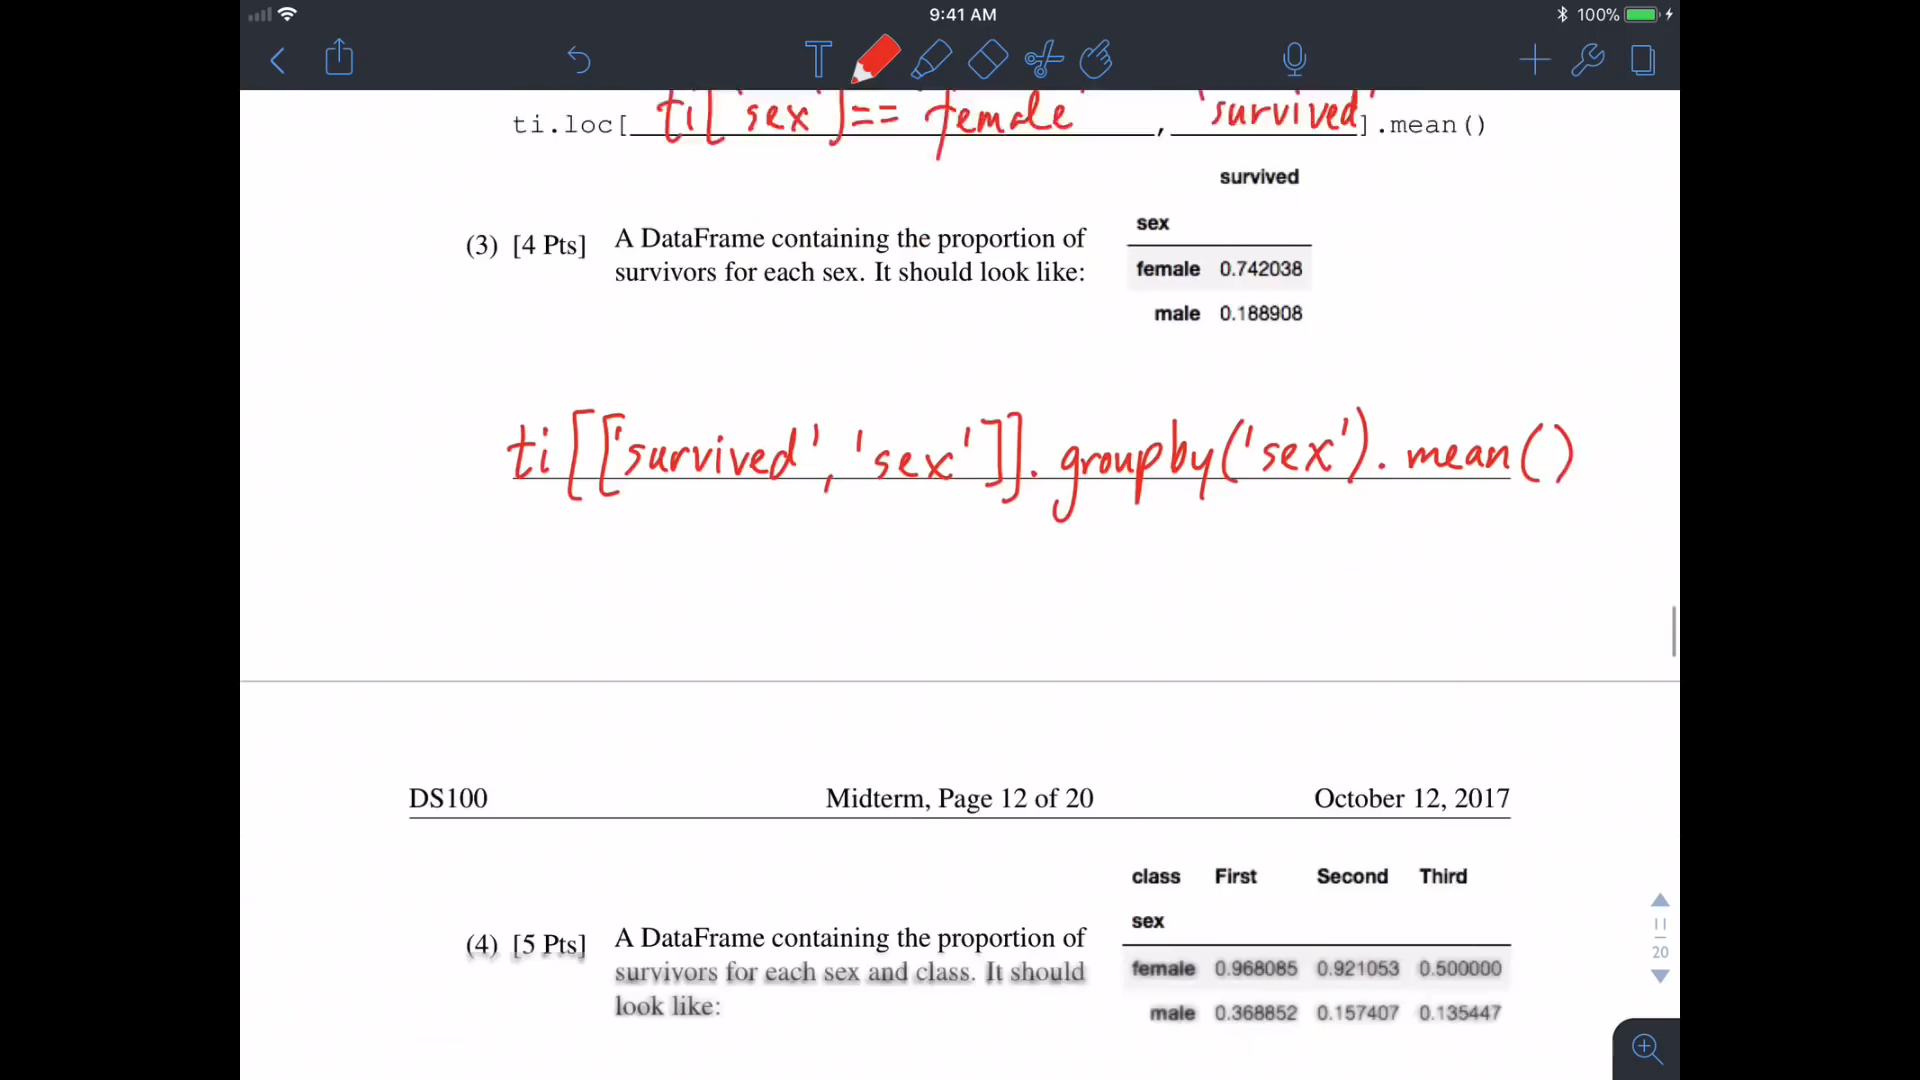 9:41 AM
100%
T
ti.loc[ti['sex']== 'female', 'survived'].mean()
survived
sex
(3) [4 Pts] A DataFrame containing the proportion of
survivors for each sex. It should look like:
female 0.742038
male 0.188908
ti[['survived', 'sex']].groupby('sex').mean()
DS100 Midterm, Page 12 of 20 October 12, 2017
class First Second Third
sex
(4) [5 Pts] A DataFrame containing the proportion of
survivors for each sex and class. It should
look like:
female 0.968085 0.921053 0.500000
male 0.368852 0.157407 0.135447
11
20